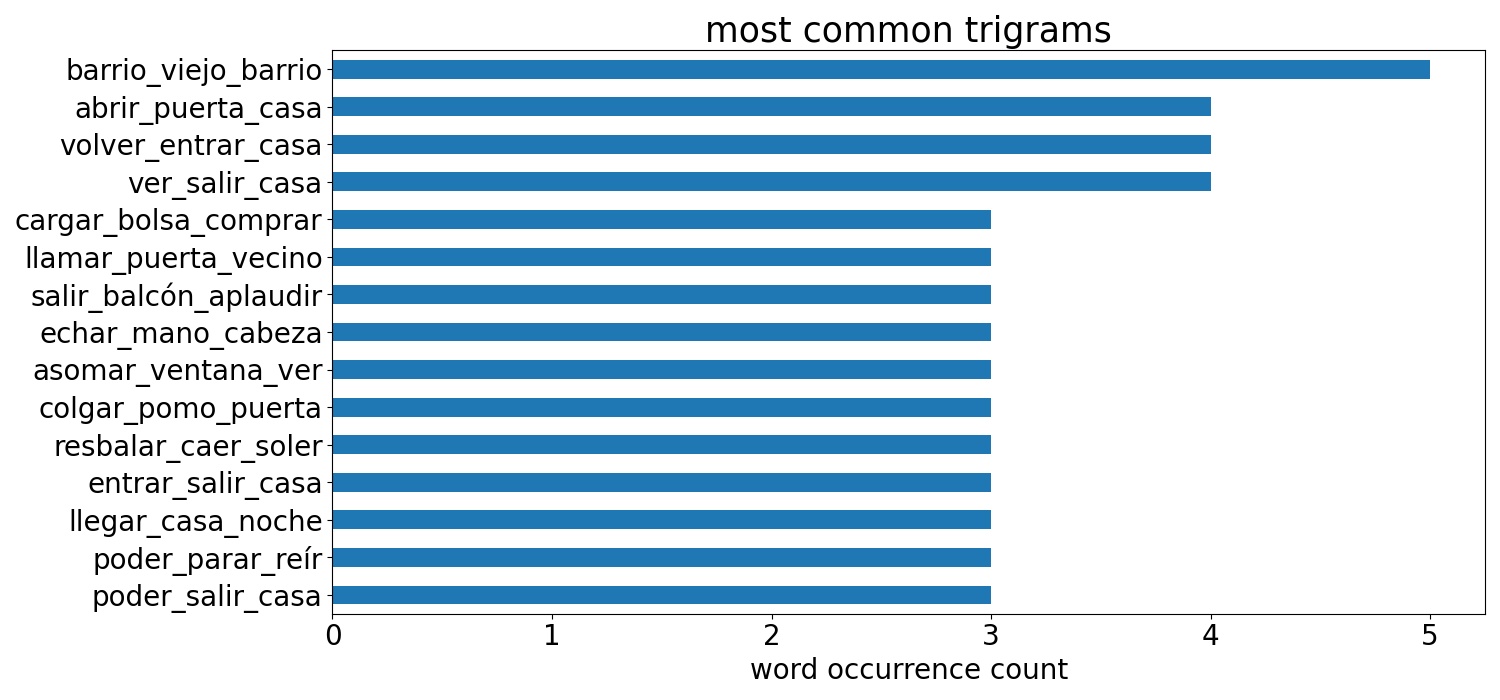 most common trigrams
barrio_viejo_barrio
abrir_puerta_casa
volver_entrar_casa
ver_salir_casa
cargar_bolsa_comprar
llamar_puerta_vecino
salir_balcón_aplaudir
echar_mano_cabeza
asomar_ventana_ver
colgar_pomo_puerta
resbalar_caer_soler
entrar_salir_casa
llegar_casa_noche
poder_parar_reír
poder_salir_casa
0 1 2 3 4 5
word occurrence count